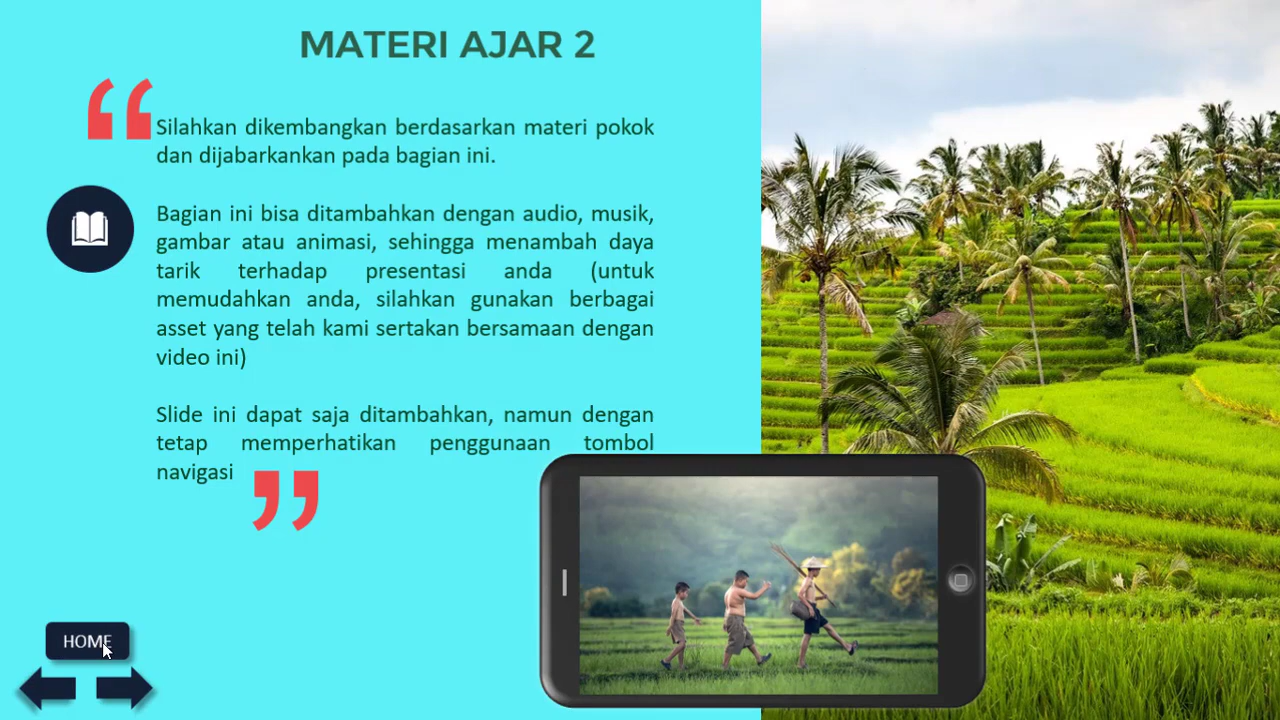 MATERI AJAR 2
Silahkan dikembangkan berdasarkan materi pokok
dan dijabarkankan pada bagian ini.
Bagian ini bisa ditambahkan dengan audio, musik,
gambar atau animasi, sehingga menambah daya
tarik terhadap presentasi anda (untuk
memudahkan anda, silahkan gunakan berbagai
asset yang telah kami sertakan bersamaan dengan
video ini)
Slide ini dapat saja ditambahkan, namun dengan
tetap memperhatikan penggunaan tombol
navigasi
HOME